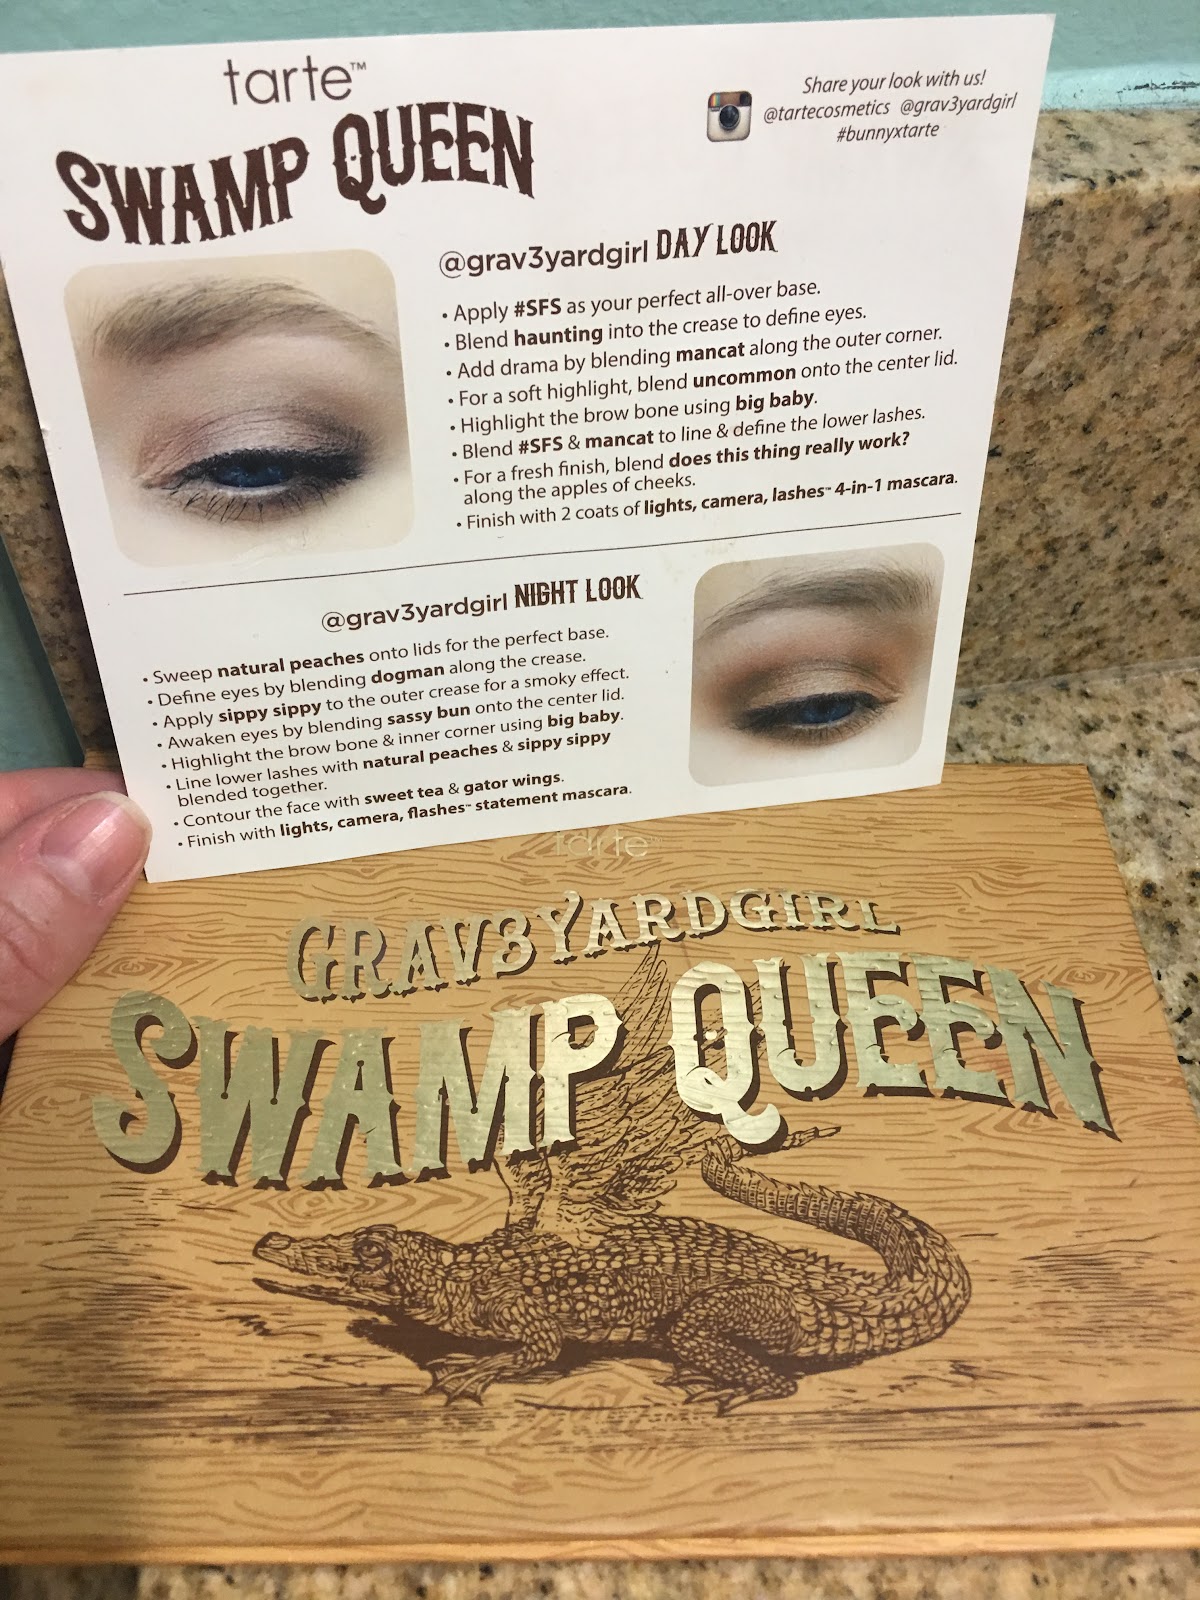 tarte™
SWAMP QUEEN
Share your look with us!
@tartecosmetics @grav3yardgirl
#bunnyxtarte
@grav3yardgirl DAY LOOK
• Apply #SFS as your perfect all-over base.
• Blend haunting into the crease to define eyes.
• Add drama by blending mancat along the outer corner.
• For a soft highlight, blend uncommon onto the center lid.
• Highlight the brow bone using big baby.
• Blend #SFS & mancat to line & define the lower lashes.
• For a fresh finish, blend does this thing really work?
along the apples of cheeks.
• Finish with 2 coats of lights, camera, lashes™ 4-in-1 mascara.
@grav3yardgirl NIGHT LOOK
• Sweep natural peaches onto lids for the perfect base.
• Define eyes by blending dogman along the crease.
• Apply sippy sippy to the outer crease for a smoky effect.
• Awaken eyes by blending sassy bun onto the center lid.
• Highlight the brow bone & inner corner using big baby.
• Line lower lashes with natural peaches & sippy sippy
blended together.
• Contour the face with sweet tea & gator wings.
• Finish with lights, camera, flashes™ statement mascara.
tarte™
GRAV3YARDGIRL
SWAMP QUEEN